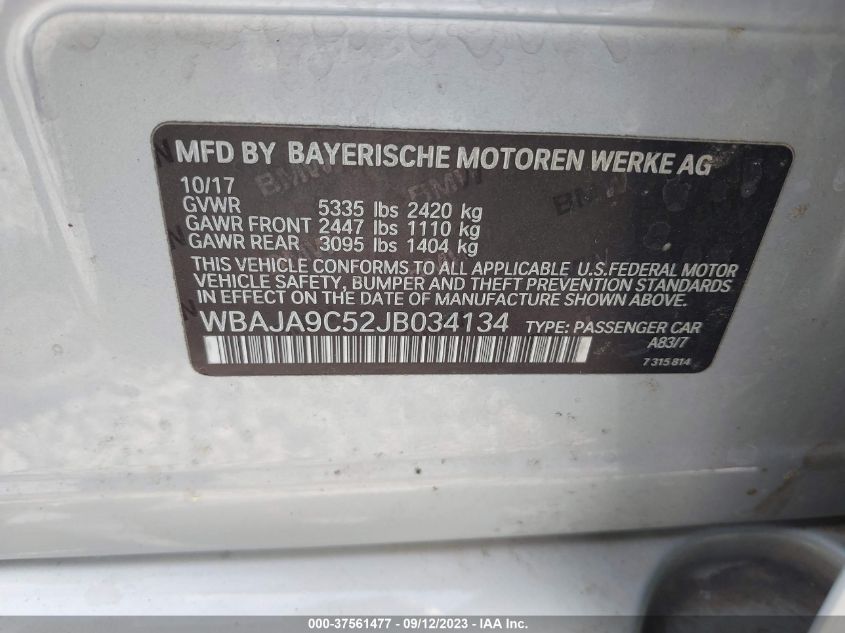 MFD BY BAYERISCHE MOTOREN WERKE AG
10/17
GVWR 5335 lbs 2420 kg
GAWR FRONT 2447 lbs 1110 kg
GAWR REAR 3095 lbs 1404 kg
THIS VEHICLE CONFORMS TO ALL APPLICABLE U.S.FEDERAL MOTOR
VEHICLE SAFETY, BUMPER AND THEFT PREVENTION STANDARDS
IN EFFECT ON THE DATE OF MANUFACTURE SHOWN ABOVE.
WBAJA9C52JB034134 TYPE: PASSENGER CAR
A83/7
7 315 814
000-37561477 - 09/12/2023 - IAA Inc.